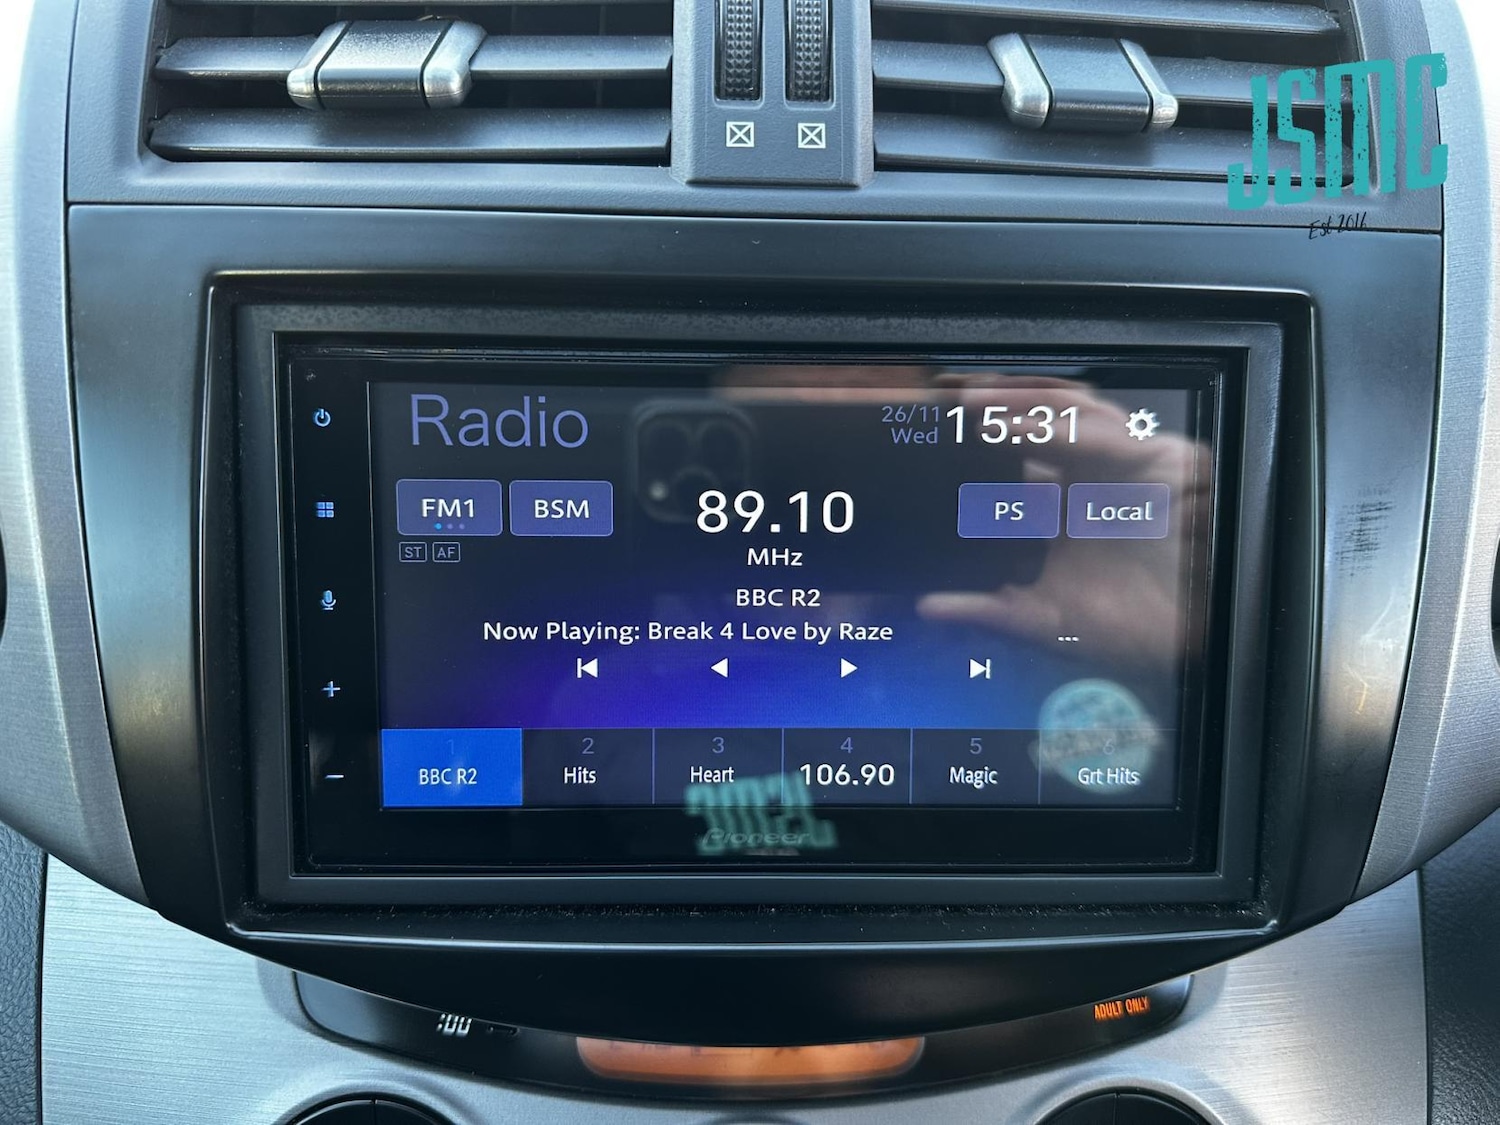 JSMC
Est 2016
Radio
26/11
Wed
15:31
FM1
BSM
89.10
MHz
PS
Local
ST AF
BBC R2
Now Playing: Break 4 Love by Raze
...
1
BBC R2
2
Hits
3
Heart
4
106.90
5
Magic
6
Grt Hits
Pioneer
:00
ADULT ONLY